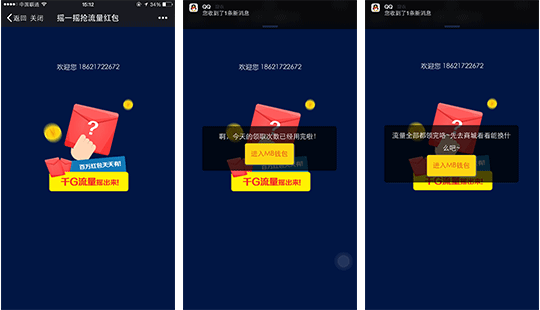 中国联通
15:12
返回 关闭
摇一摇抢流量红包
欢迎您 18621722672
?
百万红包天天有!
千G流量摇出来!
QQ
您收到了1条新消息
欢迎您 18621722672
啊，今天的领取次数已经用完啦!
进入MB钱包
千G流量摇出来!
QQ
您收到了1条新消息
欢迎您 18621722672
流量全部都领完咯~先去商城看看能换什
么吧~
进入MB钱包
千G流量摇出来!